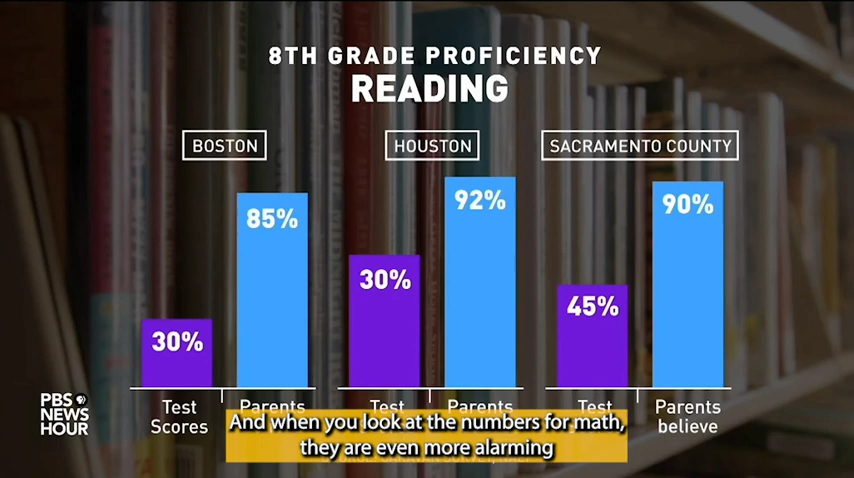 8TH GRADE PROFICIENCY
READING
BOSTON
HOUSTON
SACRAMENTO COUNTY
85%
92%
90%
30%
30%
45%
Test
Scores
Parents
Test
Parents
Test
Parents
believe
PBS
NEWS
HOUR
And when you look at the numbers for math,
they are even more alarming